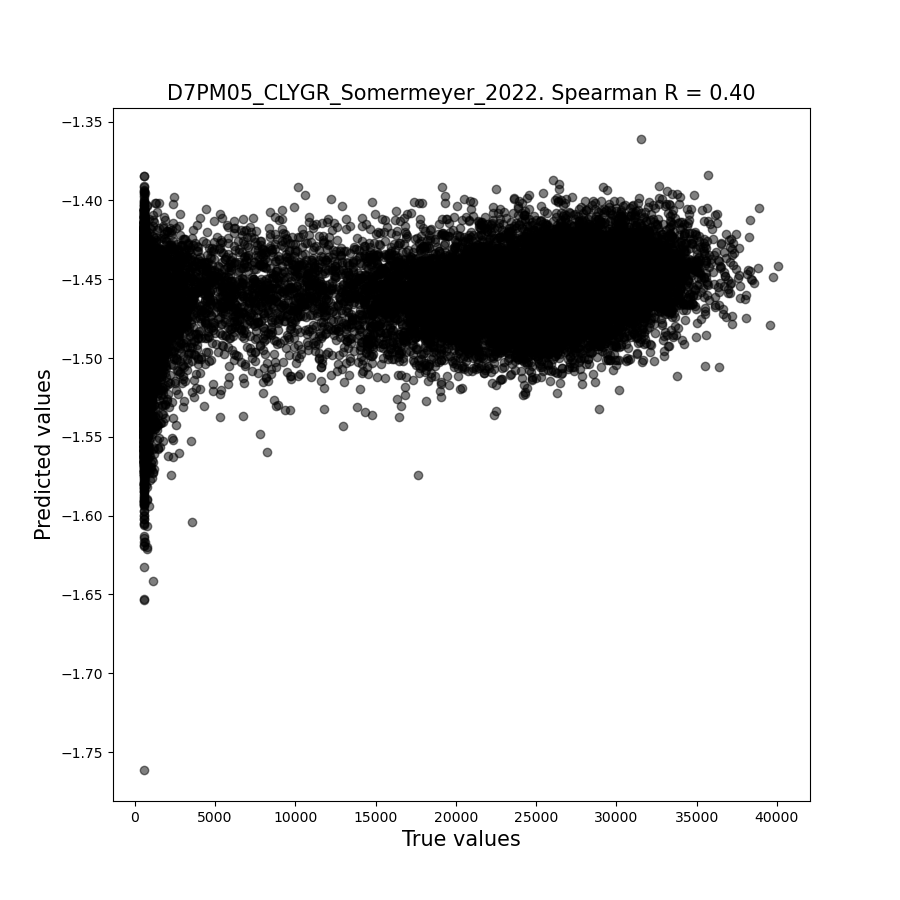 D7PM05_CLYGR_Somermeyer_2022. Spearman R = 0.40
−1.35
−1.40
−1.45
−1.50
−1.55
−1.60
−1.65
−1.70
−1.75
Predicted values
0 5000 10000 15000 20000 25000 30000 35000 40000
True values